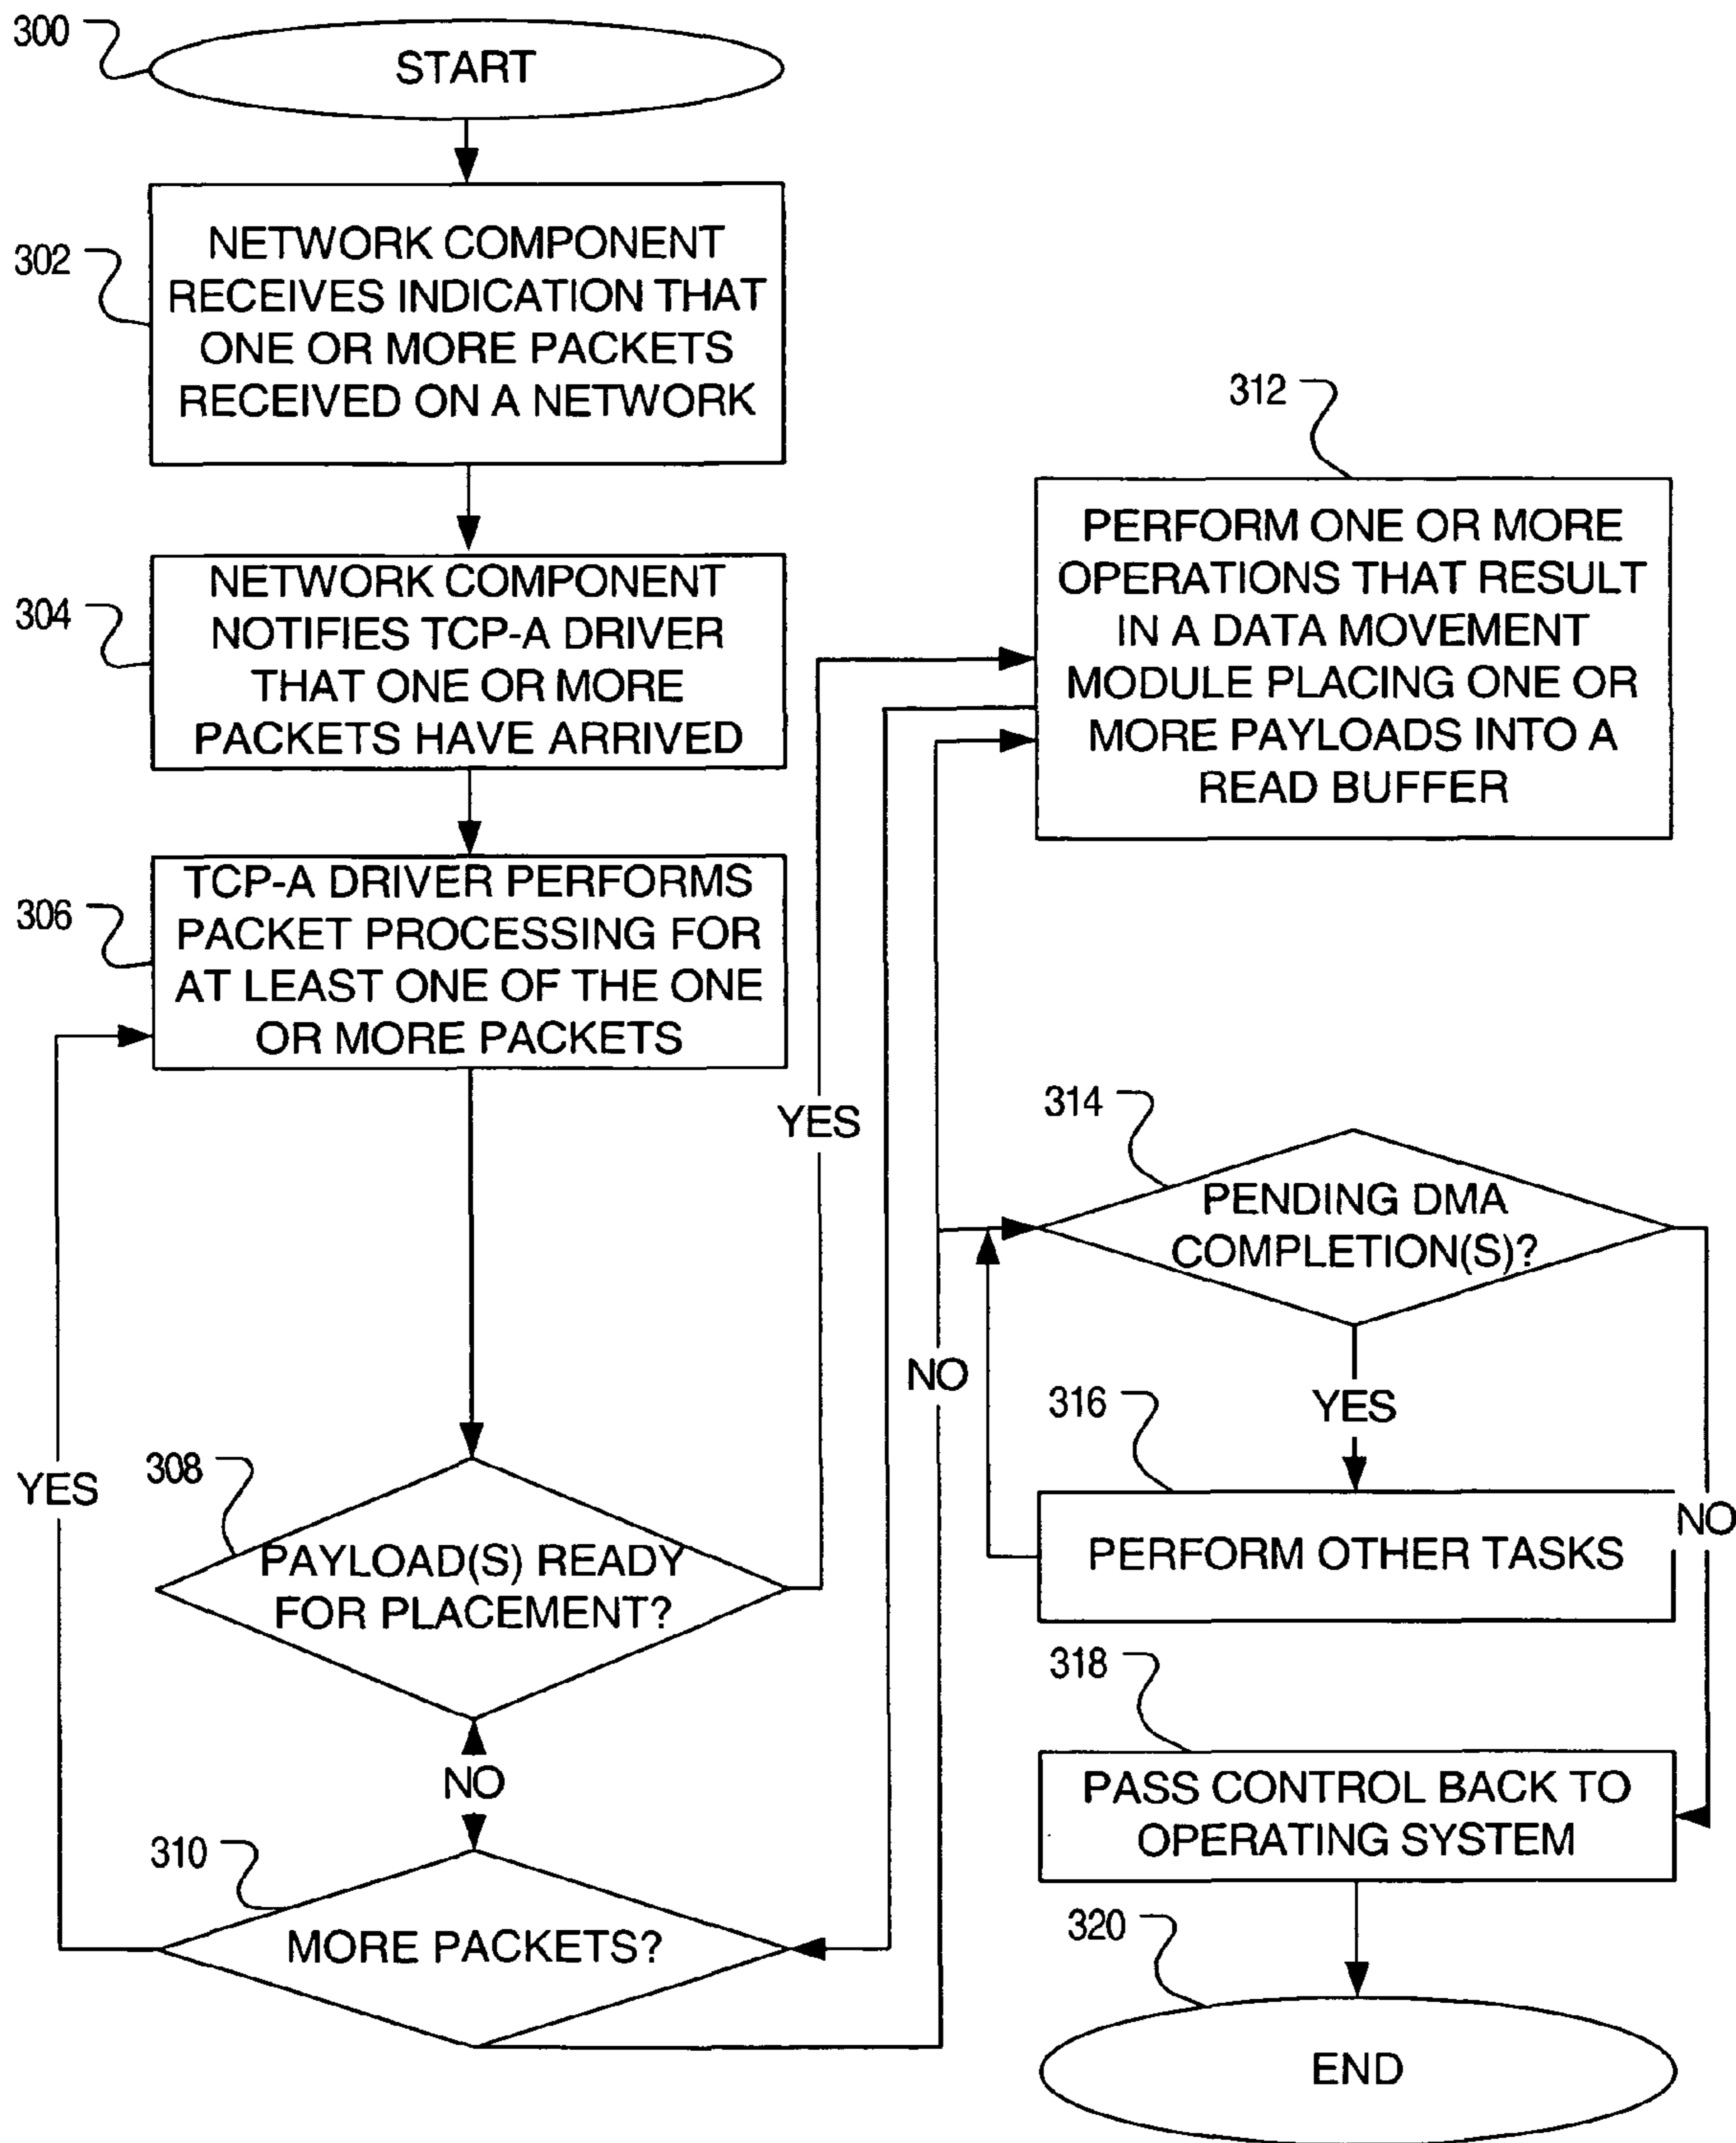 300
START
302
NETWORK COMPONENT
RECEIVES INDICATION THAT
ONE OR MORE PACKETS
RECEIVED ON A NETWORK
304
NETWORK COMPONENT
NOTIFIES TCP-A DRIVER
THAT ONE OR MORE
PACKETS HAVE ARRIVED
306
TCP-A DRIVER PERFORMS
PACKET PROCESSING FOR
AT LEAST ONE OF THE ONE
OR MORE PACKETS
YES
308
PAYLOAD(S) READY
FOR PLACEMENT?
YES
NO
310
MORE PACKETS?
NO
312
PERFORM ONE OR MORE
OPERATIONS THAT RESULT
IN A DATA MOVEMENT
MODULE PLACING ONE OR
MORE PAYLOADS INTO A
READ BUFFER
314
PENDING DMA
COMPLETION(S)?
YES
NO
316
PERFORM OTHER TASKS
318
PASS CONTROL BACK TO
OPERATING SYSTEM
320
END